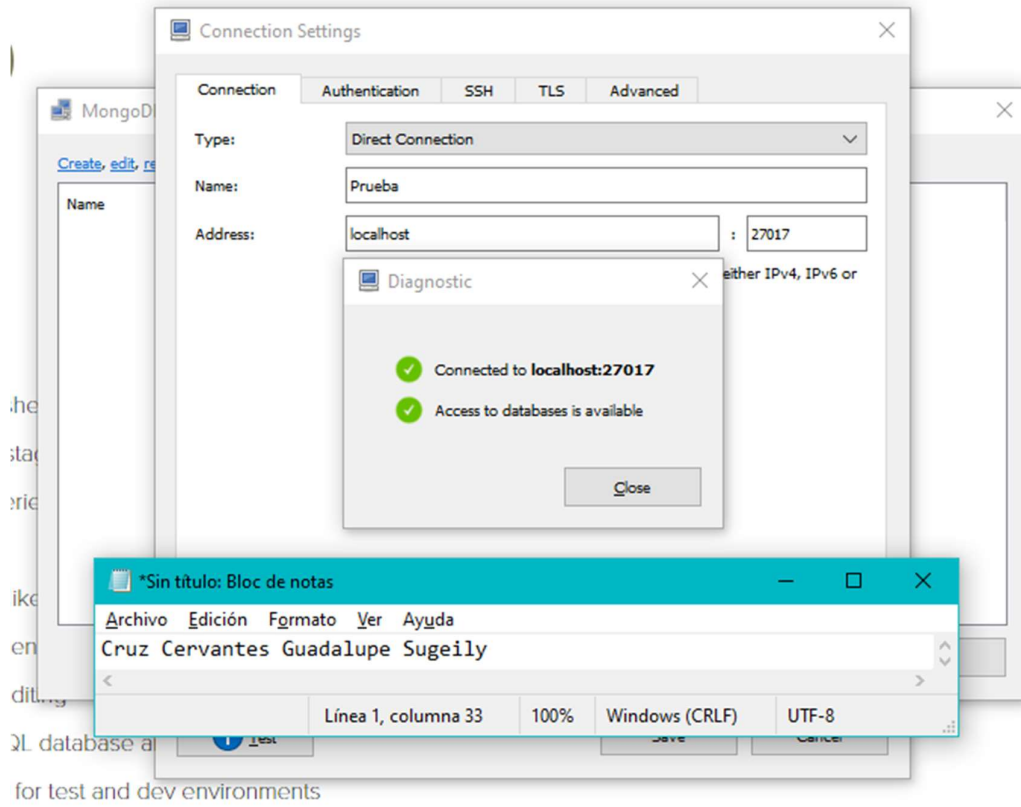 Connection Settings
Connection Authentication SSH TLS Advanced
MongoD
Type: Direct Connection
Create, edit, re
Name: Prueba
Name
Address: localhost : 27017
either IPv4, IPv6 or
Diagnostic
Connected to localhost:27017
Access to databases is available
Close
*Sin título: Bloc de notas
Archivo Edición Formato Ver Ayuda
Cruz Cervantes Guadalupe Sugeily
Línea 1, columna 33 100% Windows (CRLF) UTF-8
QL database a
Test Save Cancel
for test and dev environments